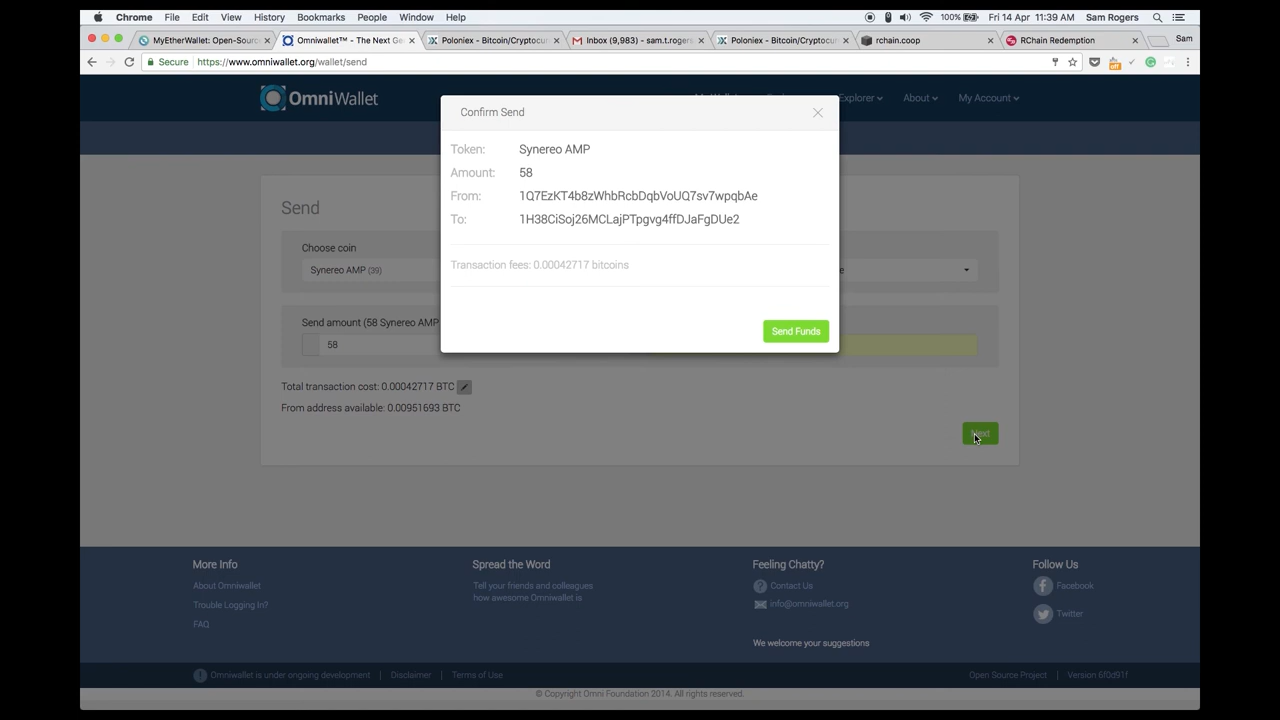 Chrome File Edit View History Bookmarks People Window Help 100% Fri 14 Apr 11:39 AM Sam Rogers
MyEtherWallet: Open-Sourc Omniwallet™ - The Next Ge Poloniex - Bitcoin/Cryptocur Inbox (9,983) - sam.t.rogers Poloniex - Bitcoin/Cryptocur rchain.coop RChain Redemption Sam
Secure https://www.omniwallet.org/wallet/send off
OmniWallet Explorer About My Account
Confirm Send
Token: Synereo AMP
Amount: 58
From: 1Q7EzKT4b8zWhbRcbDqbVoUQ7sv7wpqbAe
To: 1H38CiSoj26MCLajPTpgvg4ffDJaFgDUe2
Transaction fees: 0.00042717 bitcoins
Send Funds
Send
Choose coin
Synereo AMP (39)
Send amount (58 Synereo AMP
58
Total transaction cost: 0.00042717 BTC
From address available: 0.00951693 BTC
Next
More Info
About Omniwallet
Trouble Logging In?
FAQ
Spread the Word
Tell your friends and colleagues
how awesome Omniwallet is
Feeling Chatty?
Contact Us
info@omniwallet.org
We welcome your suggestions
Follow Us
Facebook
Twitter
Omniwallet is under ongoing development | Disclaimer | Terms of Use Open Source Project | Version 6f0d91f
© Copyright Omni Foundation 2014. All rights reserved.